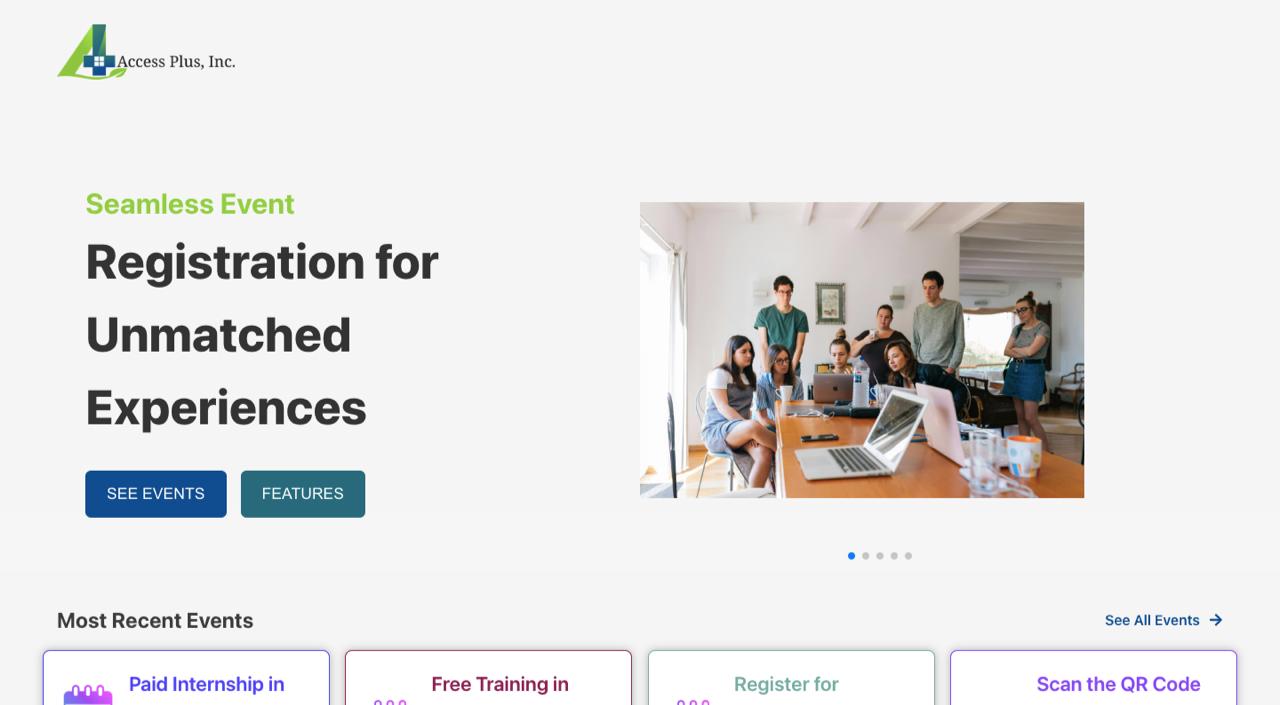 Access Plus, Inc.
Seamless Event
Registration for
Unmatched
Experiences
SEE EVENTS
FEATURES
Most Recent Events
See All Events
Paid Internship in
Free Training in
Register for
Scan the QR Code